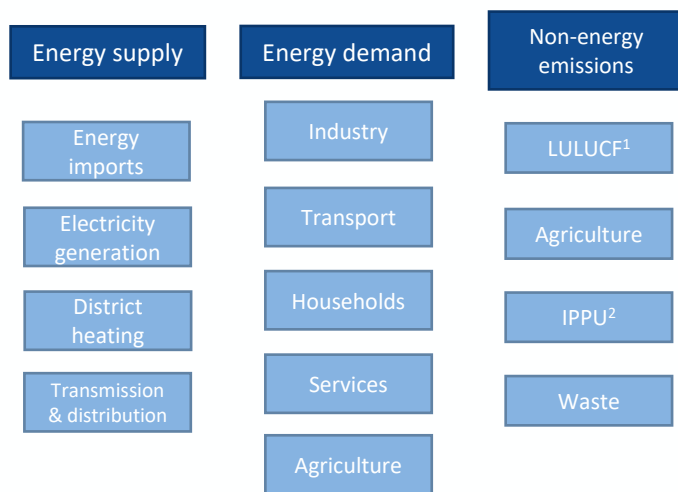 Energy supply
Energy
imports
Electricity
generation
District
heating
Transmission
& distribution
Energy demand
Industry
Transport
Households
Services
Agriculture
Non-energy
emissions
LULUCF¹
Agriculture
IPPU²
Waste